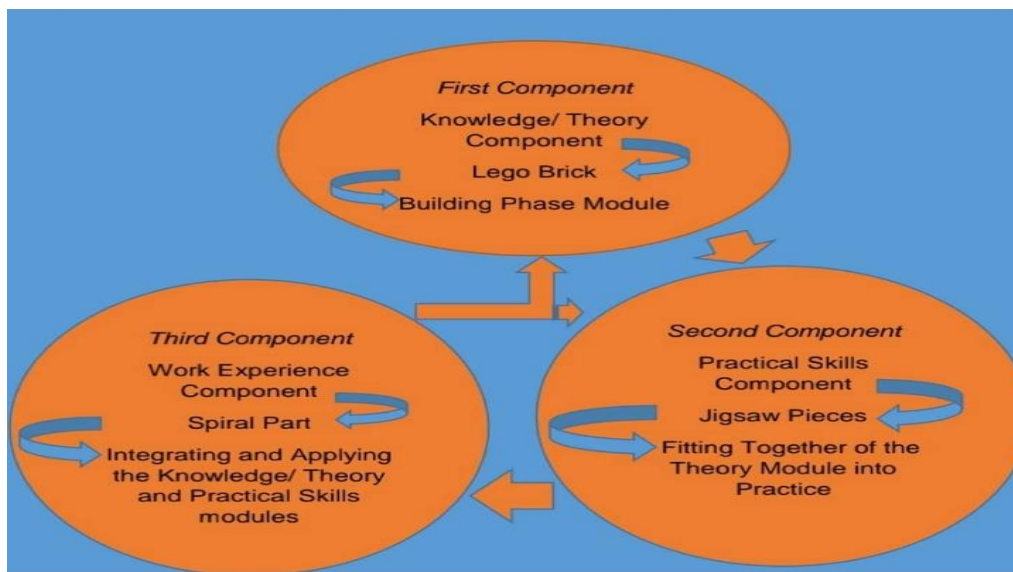 First Component
Knowledge/ Theory
Component
Lego Brick
Building Phase Module
Second Component
Practical Skills
Component
Jigsaw Pieces
Fitting Together of the
Theory Module into
Practice
Third Component
Work Experience
Component
Spiral Part
Integrating and Applying
the Knowledge/ Theory
and Practical Skills
modules